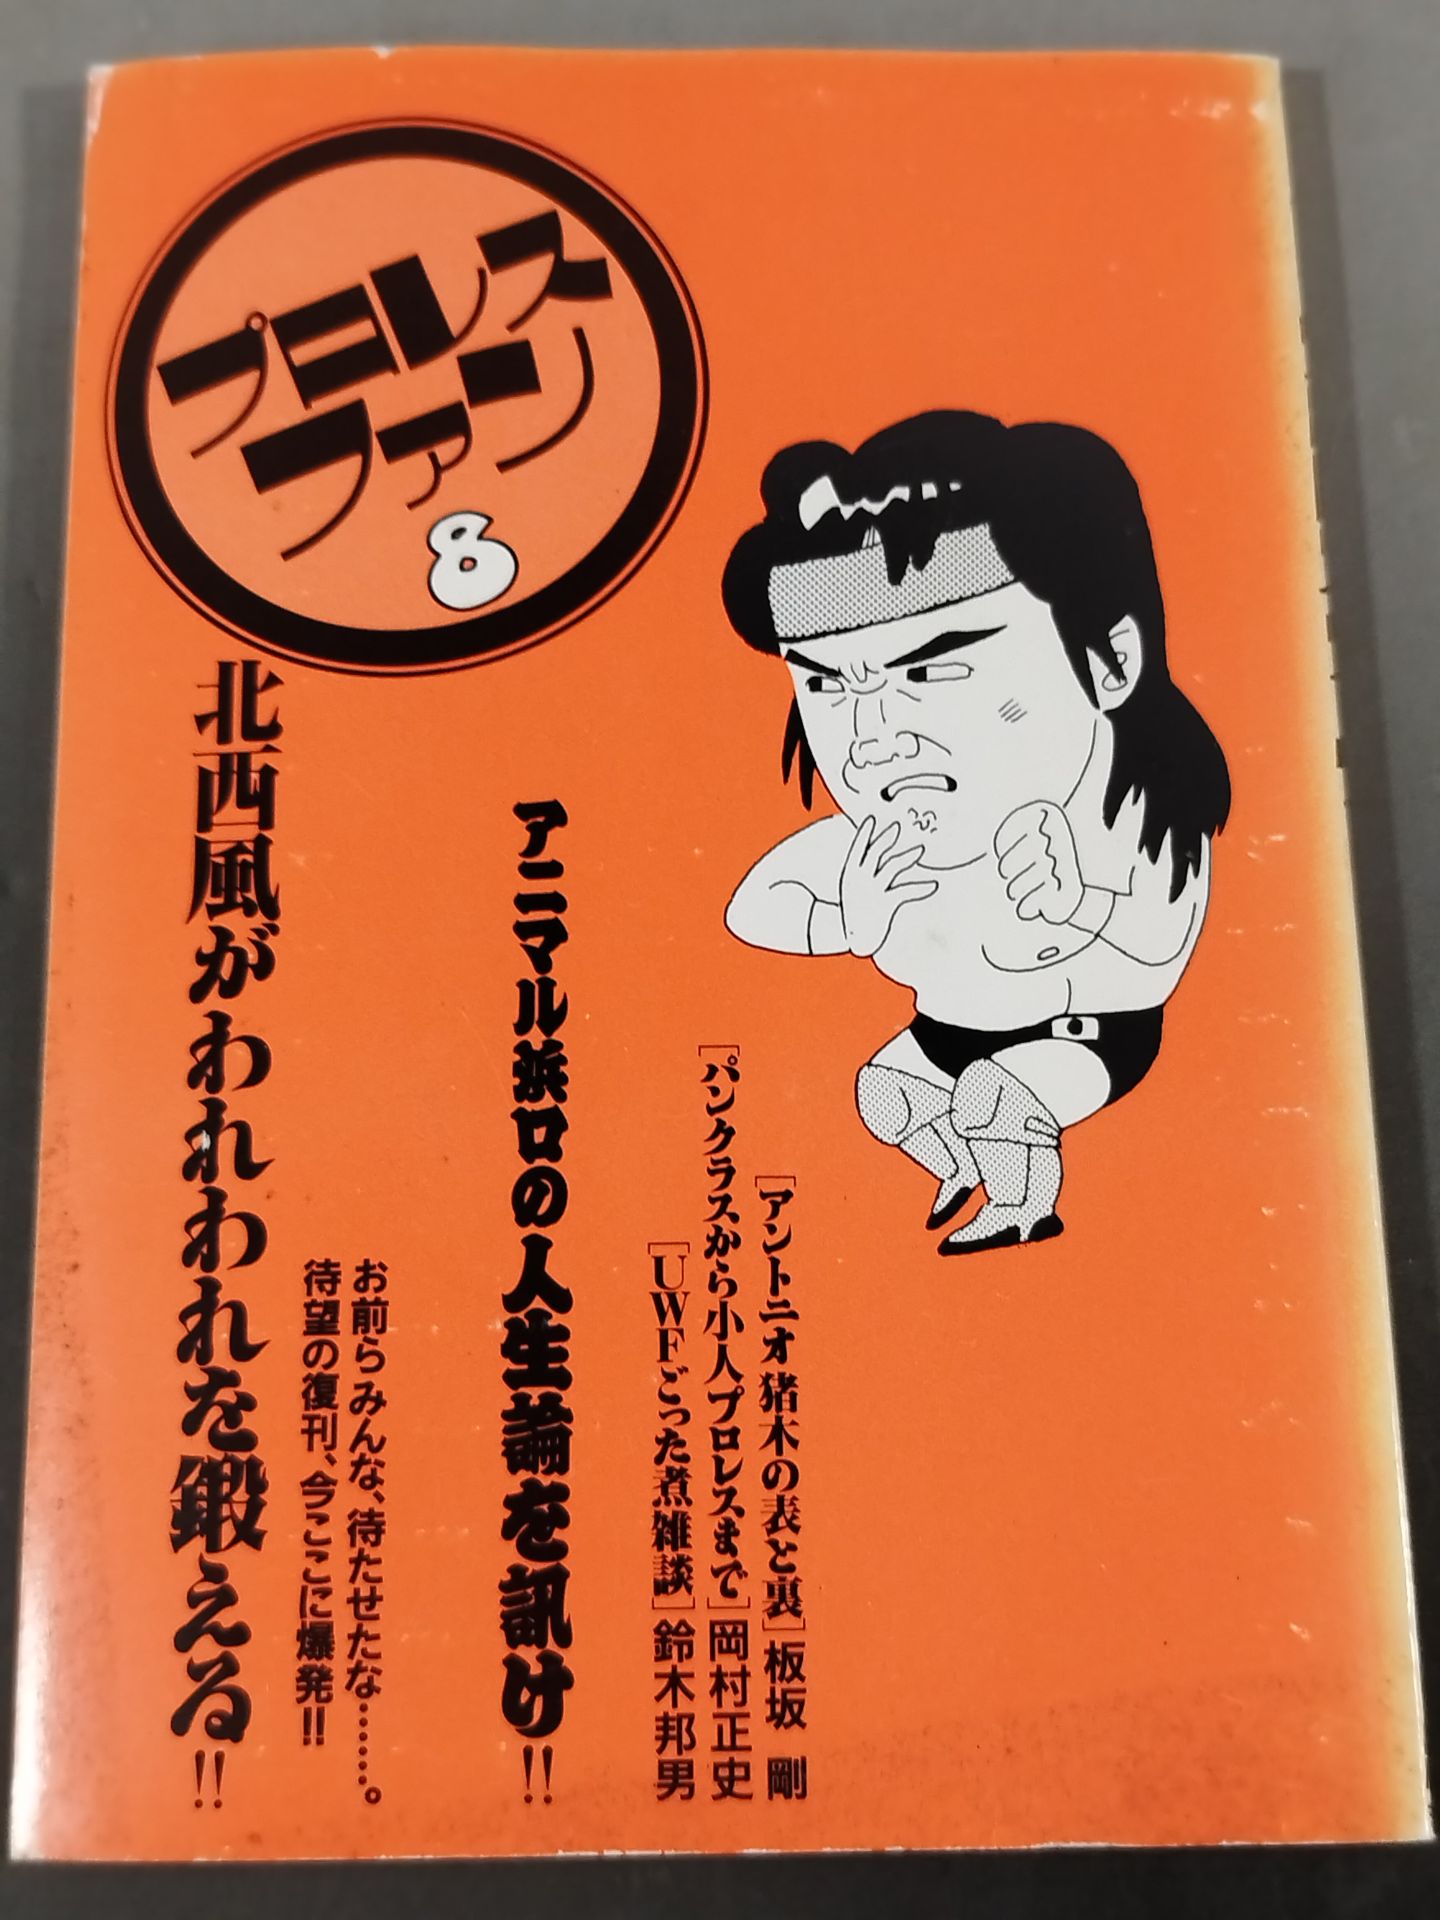 プロレス
ファン
8
[アントニオ猪木の表と裏]板坂 剛
[パンクラスから小人プロレスまで]岡村正史
[UWFごった煮雑談]鈴木邦男
アニマル浜口の人生論を訊け!!
お前らみんな、待たせたな……。
待望の復刊、今ここに爆発!!
北西風がわれわれを鍛える!!